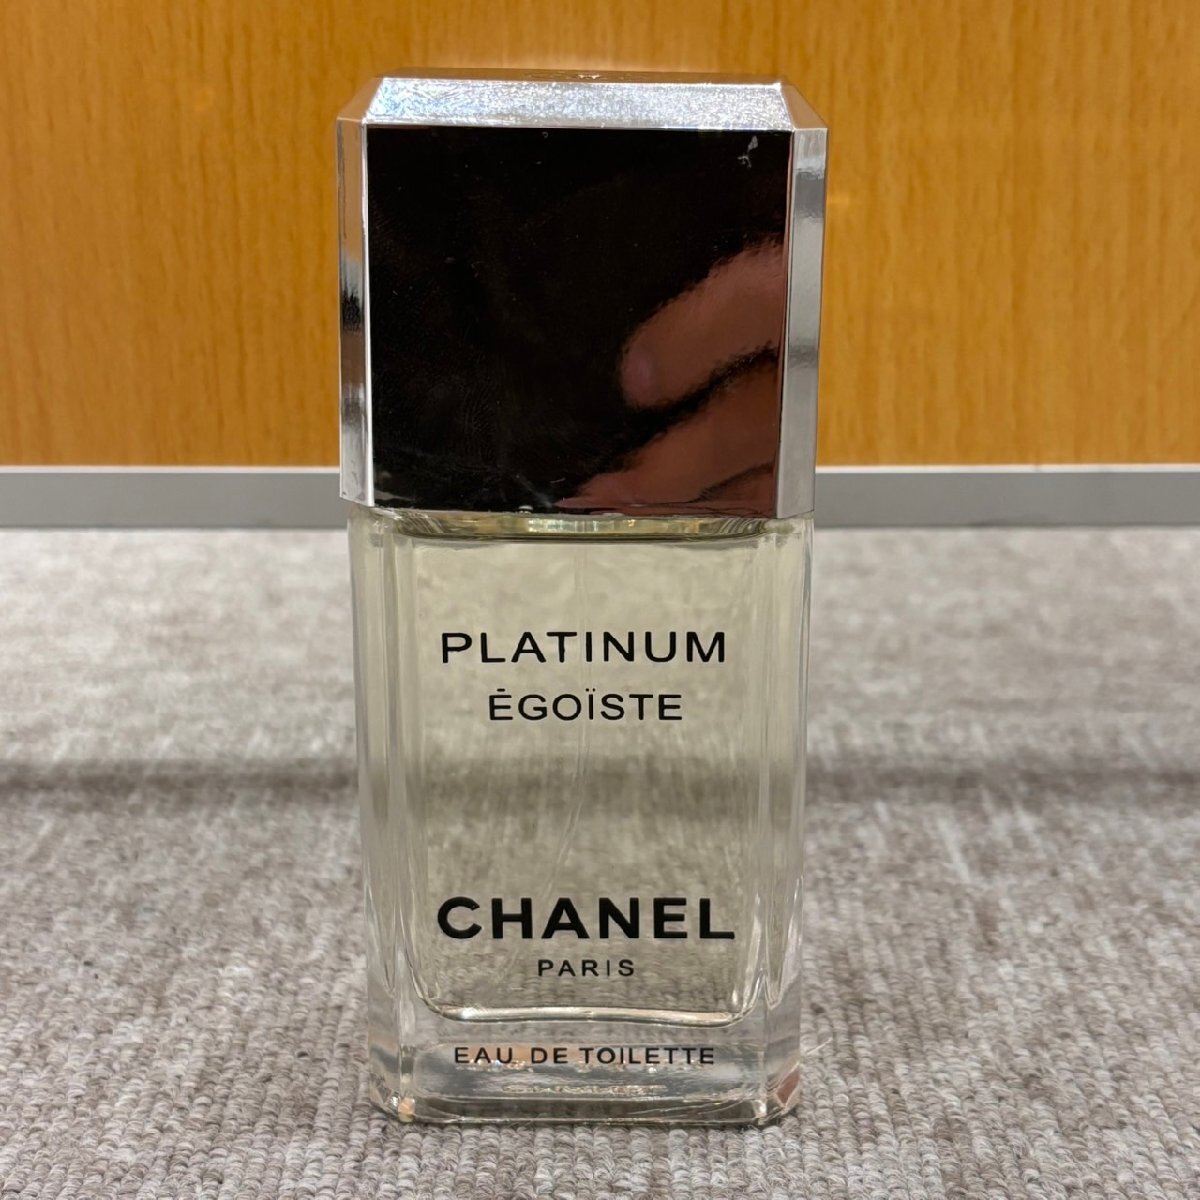 PLATINUM
ÉGOÏSTE
CHANEL
PARIS
EAU DE TOILETTE